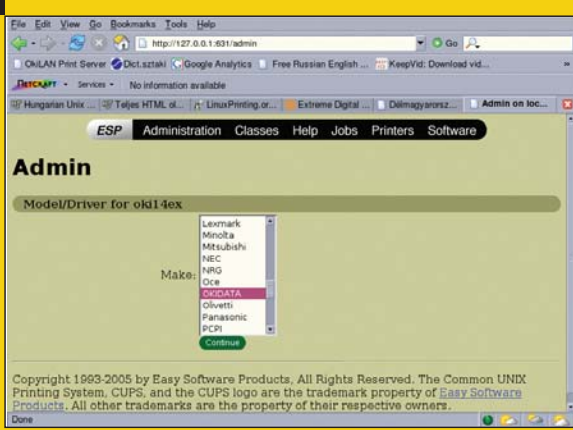 File Edit View Go Bookmarks Tools Help
http://127.0.0.1:631/admin Go
OkiLAN Print Server Dict.sztaki Google Analytics Free Russian English ... KeepVid: Download vid...
NETCRAFT Services No information available
Hungarian Unix ... Teljes HTML ol... LinuxPrinting.or... Extreme Digital ... Délmagyarorsz... Admin on loc...
ESP Administration Classes Help Jobs Printers Software
Admin
Model/Driver for oki14ex
Lexmark
Minolta
Mitsubishi
NEC
NRG
Make: Oce
OKIDATA
Olivetti
Panasonic
PCPI
Continue
Copyright 1993-2005 by Easy Software Products, All Rights Reserved. The Common UNIX
Printing System, CUPS, and the CUPS logo are the trademark property of Easy Software
Products. All other trademarks are the property of their respective owners.
Done